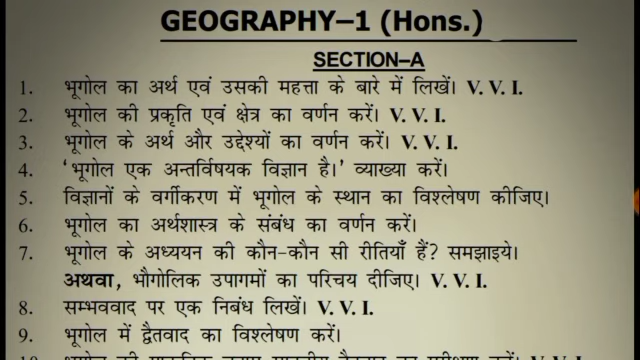 GEOGRAPHY–1 (Hons.)
SECTION–A
1. भूगोल का अर्थ एवं उसकी महत्ता के बारे में लिखें। V. V. I.
2. भूगोल की प्रकृति एवं क्षेत्र का वर्णन करें। V. V. I.
3. भूगोल के अर्थ और उद्देश्यों का वर्णन करें। V. V. I.
4. ‘भूगोल एक अन्तर्विषयक विज्ञान है।’ व्याख्या करें।
5. विज्ञानों के वर्गीकरण में भूगोल के स्थान का विश्लेषण कीजिए।
6. भूगोल का अर्थशास्त्र के संबंध का वर्णन करें।
7. भूगोल के अध्ययन की कौन-कौन सी रीतियाँ हैं? समझाइये।
अथवा, भौगोलिक उपागमों का परिचय दीजिए। V. V. I.
8. सम्भववाद पर एक निबंध लिखें। V. V. I.
9. भूगोल में द्वैतवाद का विश्लेषण करें।